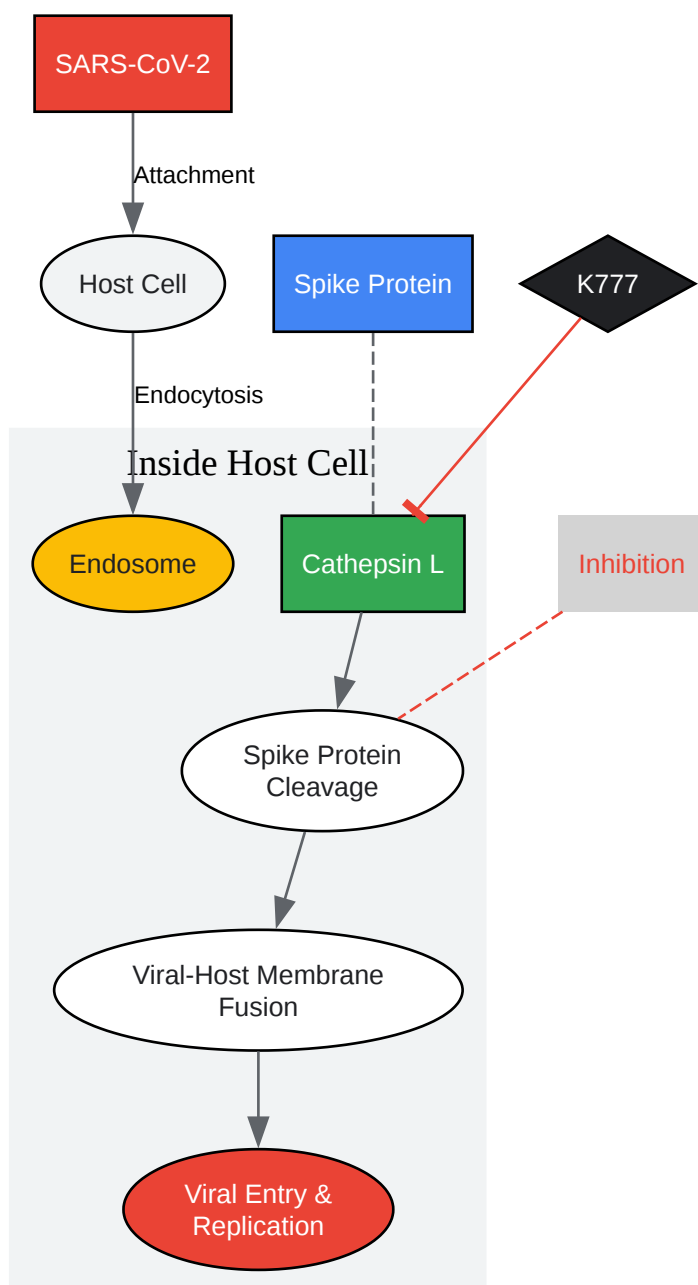 SARS-CoV-2
Attachment
Host Cell
Spike Protein
K777
Endocytosis
Inside Host Cell
Endosome
Cathepsin L
Inhibition
Spike Protein
Cleavage
Viral-Host Membrane
Fusion
Viral Entry &
Replication